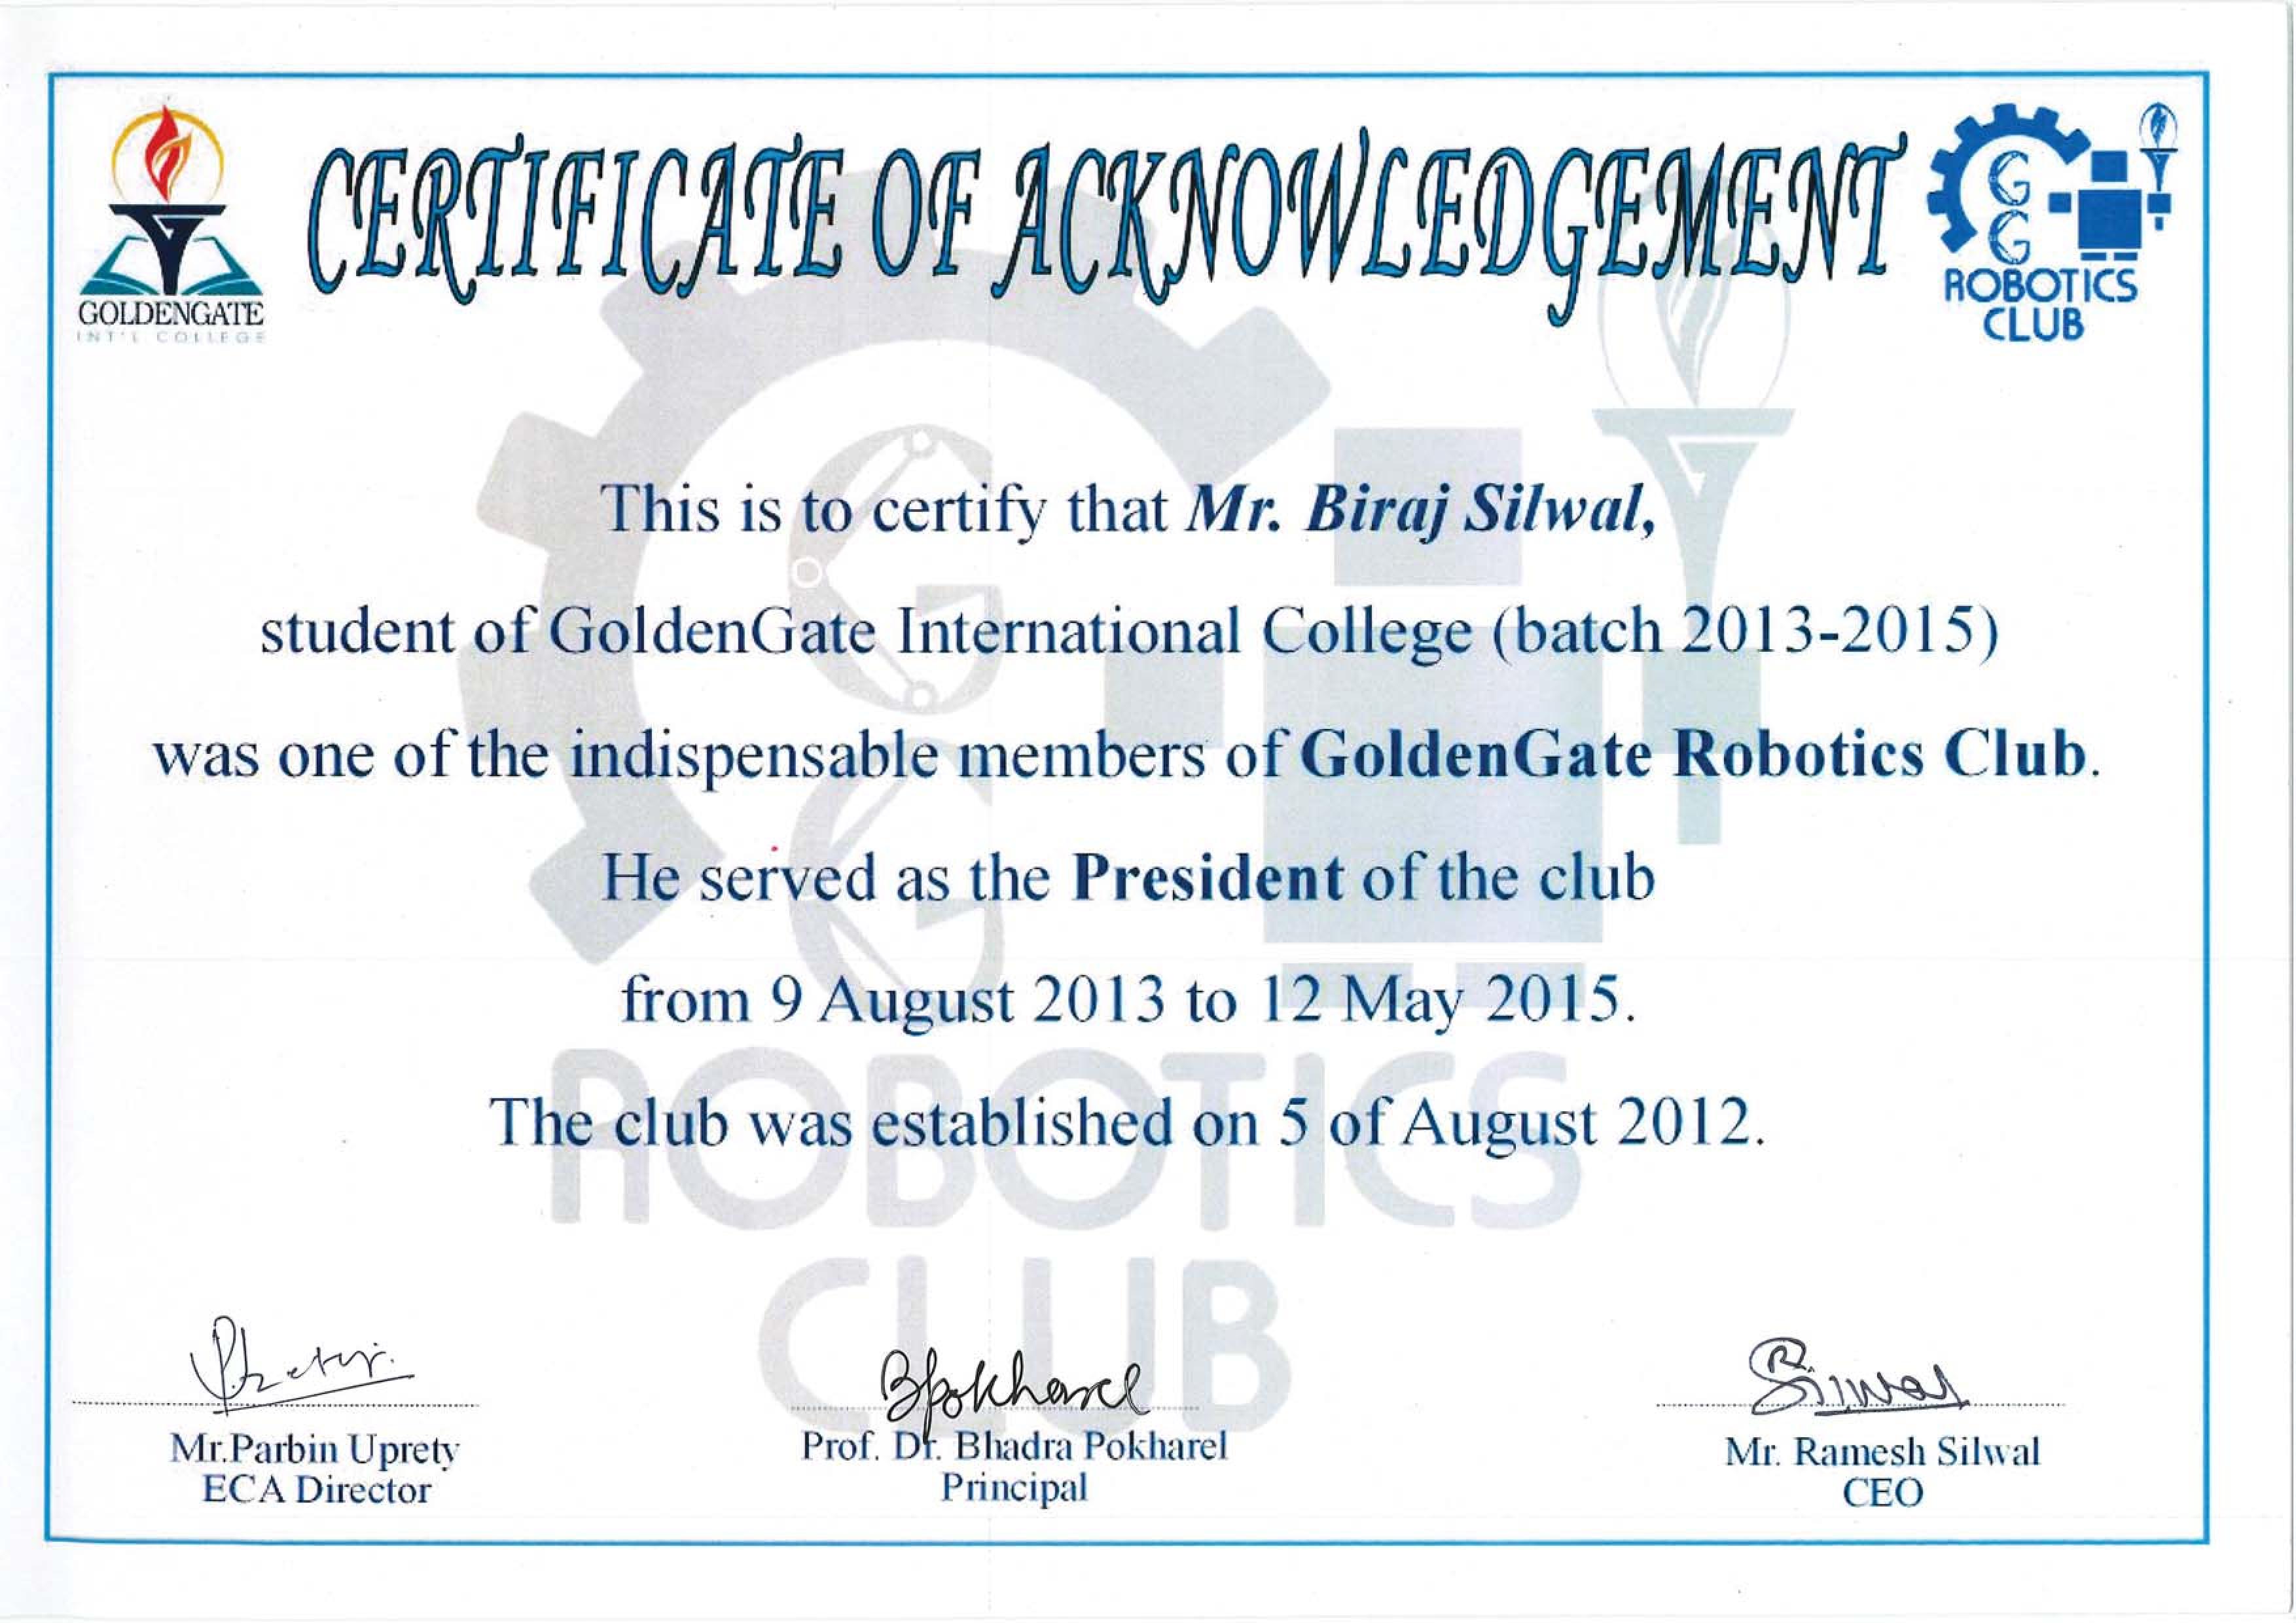 CERTIFICATE OF ACKNOWLEDGEMENT
GOLDENGATE
INT'L COLLEGE
G
G
ROBOTICS
CLUB
This is to certify that Mr. Biraj Silwal,
student of GoldenGate International College (batch 2013-2015)
was one of the indispensable members of GoldenGate Robotics Club.
He served as the President of the club
from 9 August 2013 to 12 May 2015.
The club was established on 5 of August 2012.
G
G
ROBOTICS
CLUB
Bpokharel
RSilwal
Mr.Parbin Uprety
ECA Director
Prof. Dr. Bhadra Pokharel
Principal
Mr. Ramesh Silwal
CEO